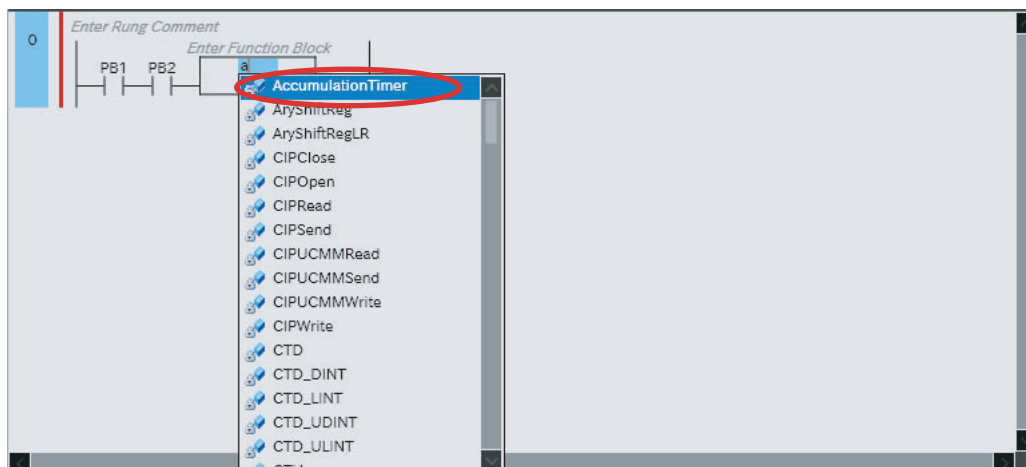 Enter Rung Comment
0
Enter Function Block
PB1 PB2
a
AccumulationTimer
AryShiftReg
AryShiftRegLR
CIPClose
CIPOpen
CIPRead
CIPSend
CIPUCMMRead
CIPUCMMSend
CIPUCMMWrite
CIPWrite
CTD
CTD_DINT
CTD_LINT
CTD_UDINT
CTD_ULINT